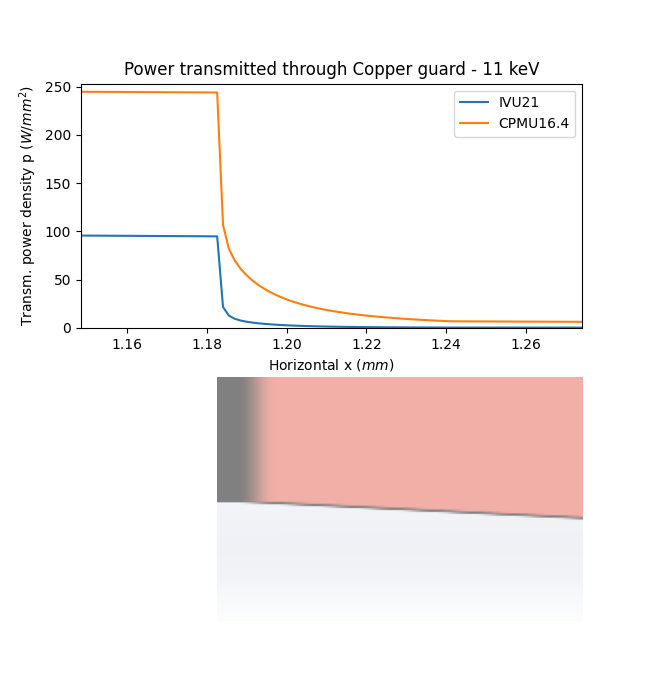 Power transmitted through Copper guard - 11 keV
Transm. power density p (W/mm²)
250
200
150
100
50
0
IVU21
CPMU16.4
1.16 1.18 1.20 1.22 1.24 1.26
Horizontal x (mm)